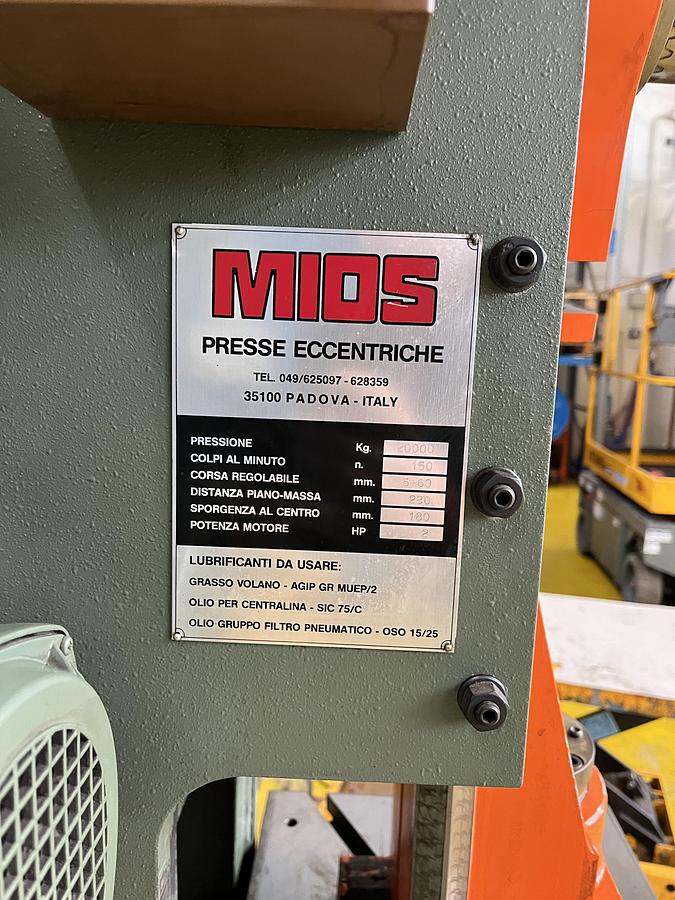 MIOS
PRESSE ECCENTRICHE
TEL. 049/625097 - 628359
35100 PADOVA - ITALY
PRESSIONE Kg. 20000
COLPI AL MINUTO n. 150
CORSA REGOLABILE mm. 5÷60
DISTANZA PIANO-MASSA mm. 230
SPORGENZA AL CENTRO mm. 180
POTENZA MOTORE HP 2
LUBRIFICANTI DA USARE:
GRASSO VOLANO - AGIP GR MUEP/2
OLIO PER CENTRALINA - SIC 75/C
OLIO GRUPPO FILTRO PNEUMATICO - OSO 15/25